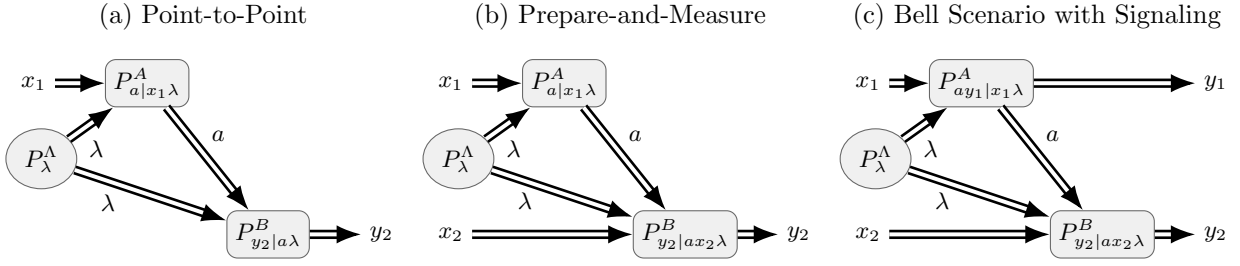 (a) Point-to-Point
x₁
P^A_{a|x₁λ}
a
P^Λ_λ
λ
λ
P^B_{y₂|aλ}
y₂
(b) Prepare-and-Measure
x₁
P^A_{a|x₁λ}
a
P^Λ_λ
λ
λ
x₂
P^B_{y₂|ax₂λ}
y₂
(c) Bell Scenario with Signaling
x₁
P^A_{ay₁|x₁λ}
y₁
a
P^Λ_λ
λ
λ
x₂
P^B_{y₂|ax₂λ}
y₂